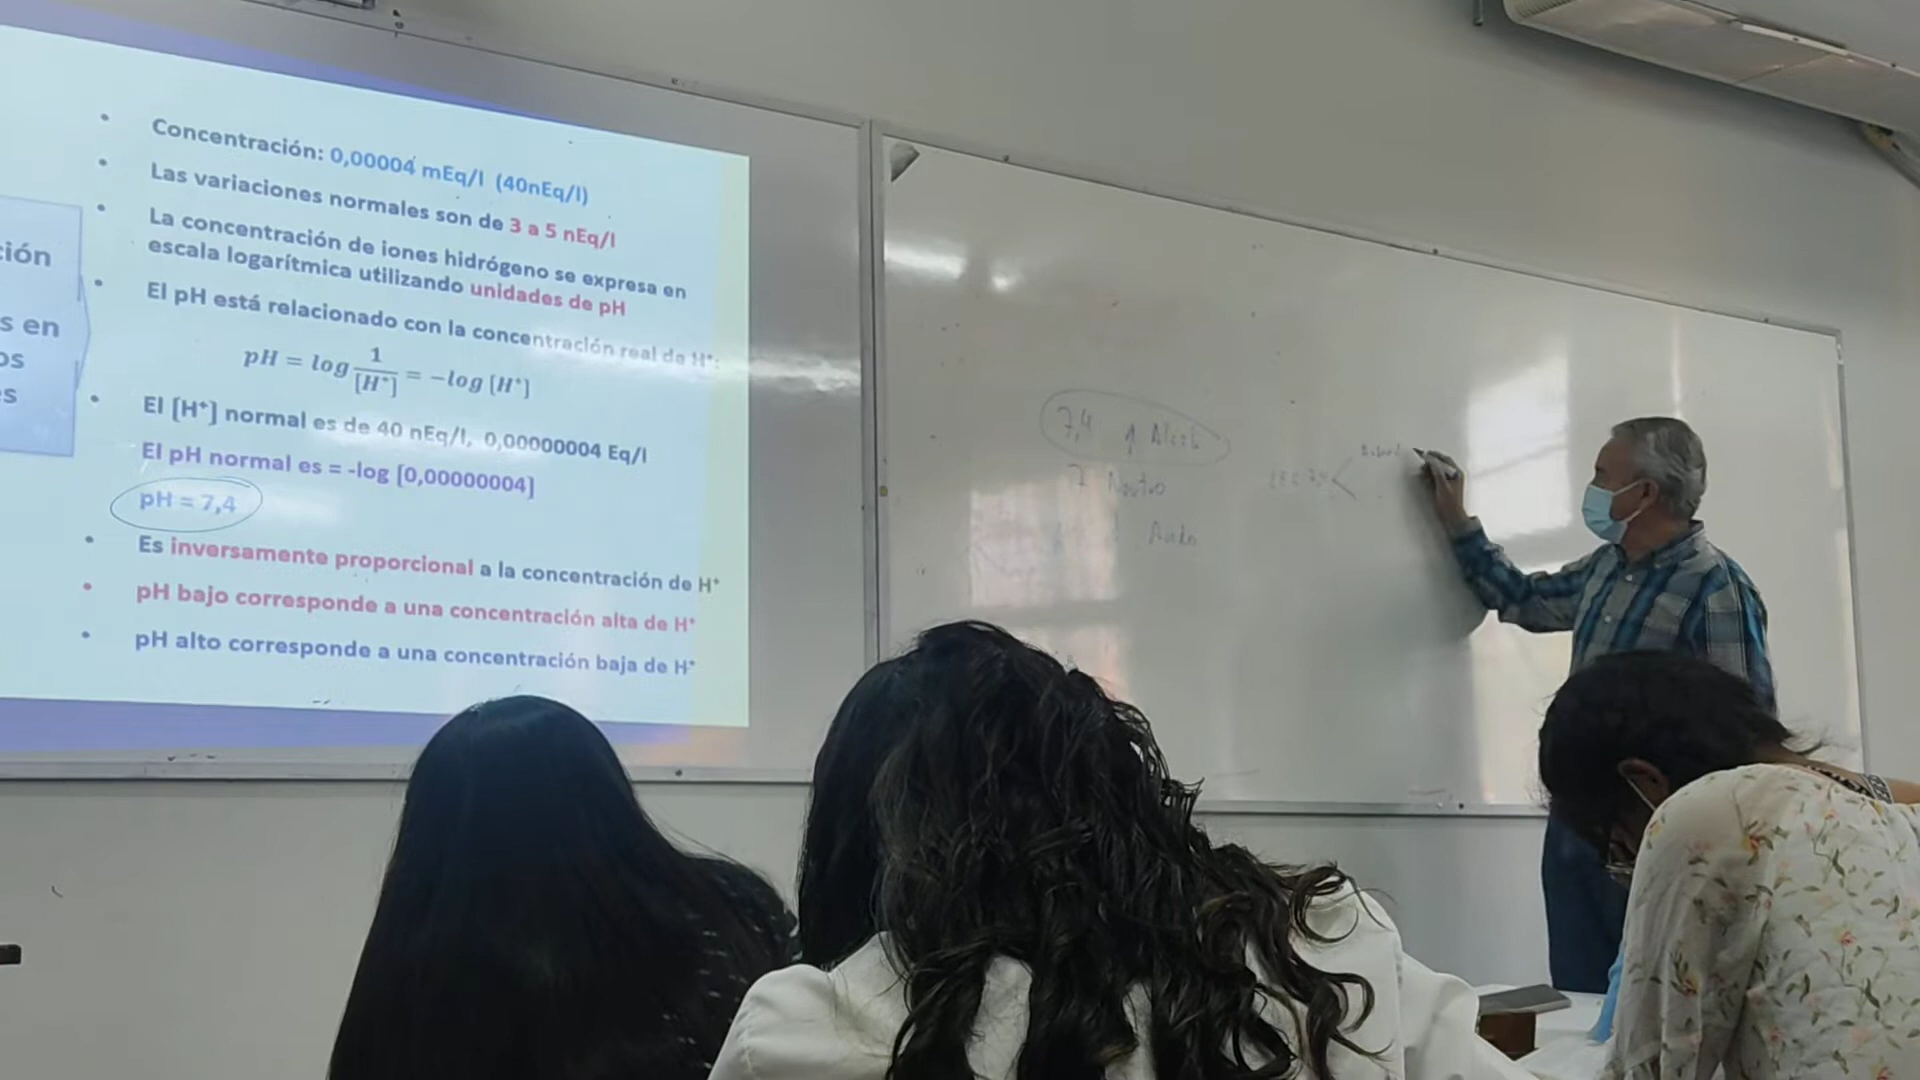 ión
s en
os
s
Concentración: 0,00004 mEq/l (40nEq/l)
Las variaciones normales son de 3 a 5 nEq/l
La concentración de iones hidrógeno se expresa en
escala logarítmica utilizando unidades de pH
El pH está relacionado con la concentración real de H⁺:
pH = log 1/[H⁺] = -log [H⁺]
El [H⁺] normal es de 40 nEq/l, 0,00000004 Eq/l
El pH normal es = -log [0,00000004]
pH = 7,4
Es inversamente proporcional a la concentración de H⁺
pH bajo corresponde a una concentración alta de H⁺
pH alto corresponde a una concentración baja de H⁺
7,4
7 Neutro